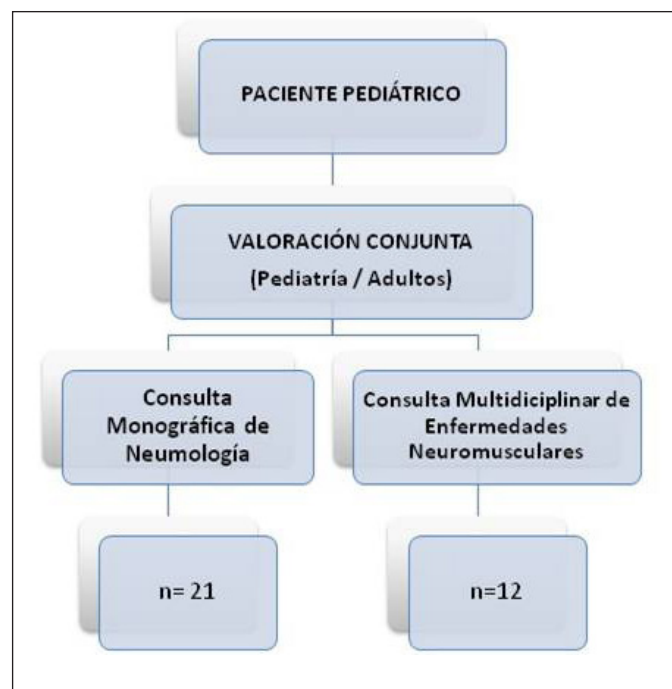 PACIENTE PEDIÁTRICO
VALORACIÓN CONJUNTA
(Pediatría / Adultos)
Consulta
Monográfica de
Neumología
Consulta Multidiciplinar de
Enfermedades
Neuromusculares
n= 21
n=12